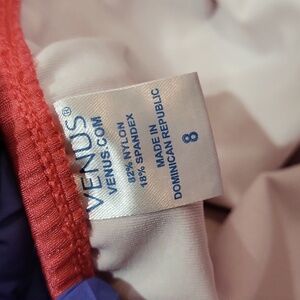 VENUS®
VENUS.COM
82% NYLON
18% SPANDEX
MADE IN
DOMINICAN REPUBLIC
8